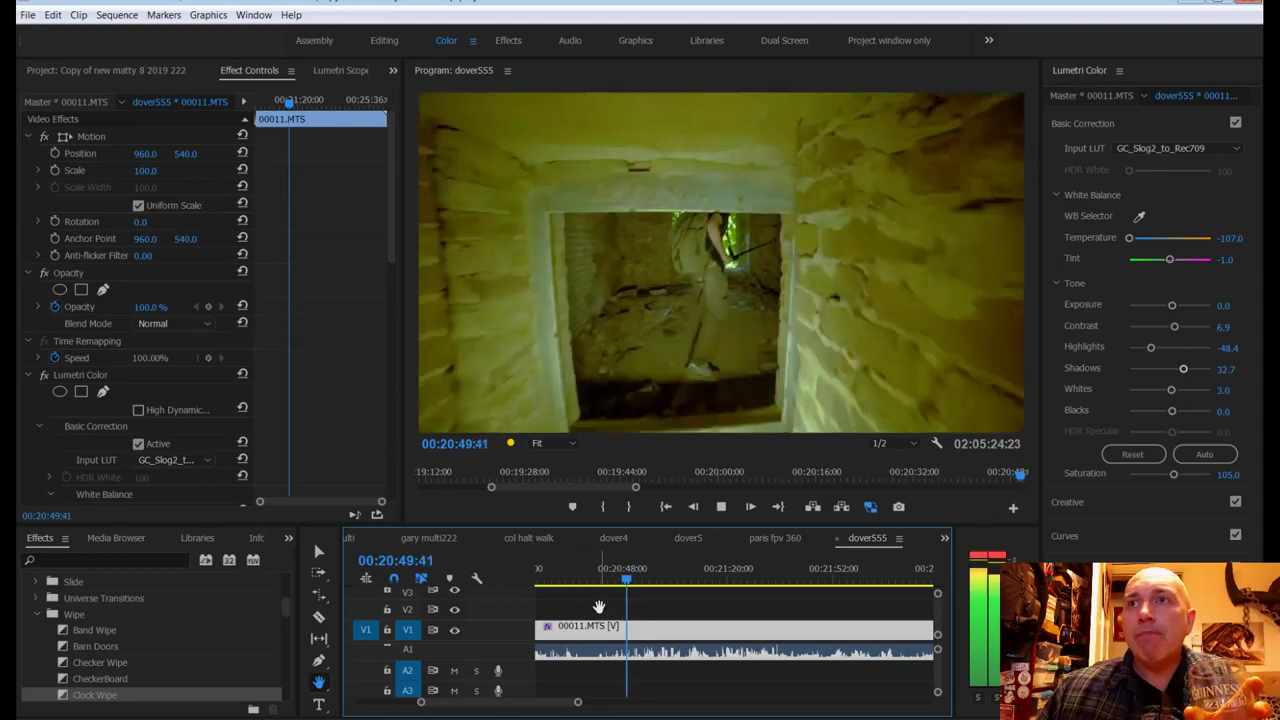 File Edit Clip Sequence Markers Graphics Window Help
Assembly Editing Color Effects Audio Graphics Libraries Dual Screen Project window only
Project: Copy of new matty 8 2019 222 Effect Controls Lumetri Scope
Program: dover555
Lumetri Color
Master * 00011.MTS dover555 * 00011.MTS
00:21:20:00 00:25:36:
Master * 00011.MTS dover555 * 00011...
Video Effects
00011.MTS
Basic Correction
Motion
Input LUT GC_Slog2_to_Rec709
Position 960.0 540.0
Scale 100.0
HDR White 100
Scale Width 100.0
White Balance
Uniform Scale
WB Selector
Rotation 0.0
Temperature -107.0
Anchor Point 960.0 540.0
Tint -1.0
Anti-flicker Filter 0.00
Opacity
Tone
Exposure 0.0
Opacity 100.0 %
Blend Mode Normal
Contrast 6.9
Time Remapping
Highlights -48.4
Speed 100.00%
Shadows 32.7
Lumetri Color
Whites 3.0
High Dynamic...
Blacks 0.0
Basic Correction
HDR Specular 0.0
Active
00:20:49:41 Fit 1/2 02:05:24:23
Input LUT GC_Slog2_t...
Reset Auto
HDR White 100
:19:12:00 00:19:28:00 00:19:44:00 00:20:00:00 00:20:16:00 00:20:32:00 00:20:48:
Saturation 105.0
White Balance
Creative
00:20:49:41
Curves
Effects Media Browser Libraries Info
ulti gary multi222 col halt walk dover4 dover5 paris fpv 360 dover555
00:20:49:41
:00 00:20:48:00 00:21:20:00 00:21:52:00 00:2
Slide
V3
Universe Transitions
V2
Wipe
V1 V1 fx 00011.MTS [V]
Band Wipe
Barn Doors
A1
Checker Wipe
A2 M S
CheckerBoard
A3 M S
Clock Wipe
S S
GUINNESS